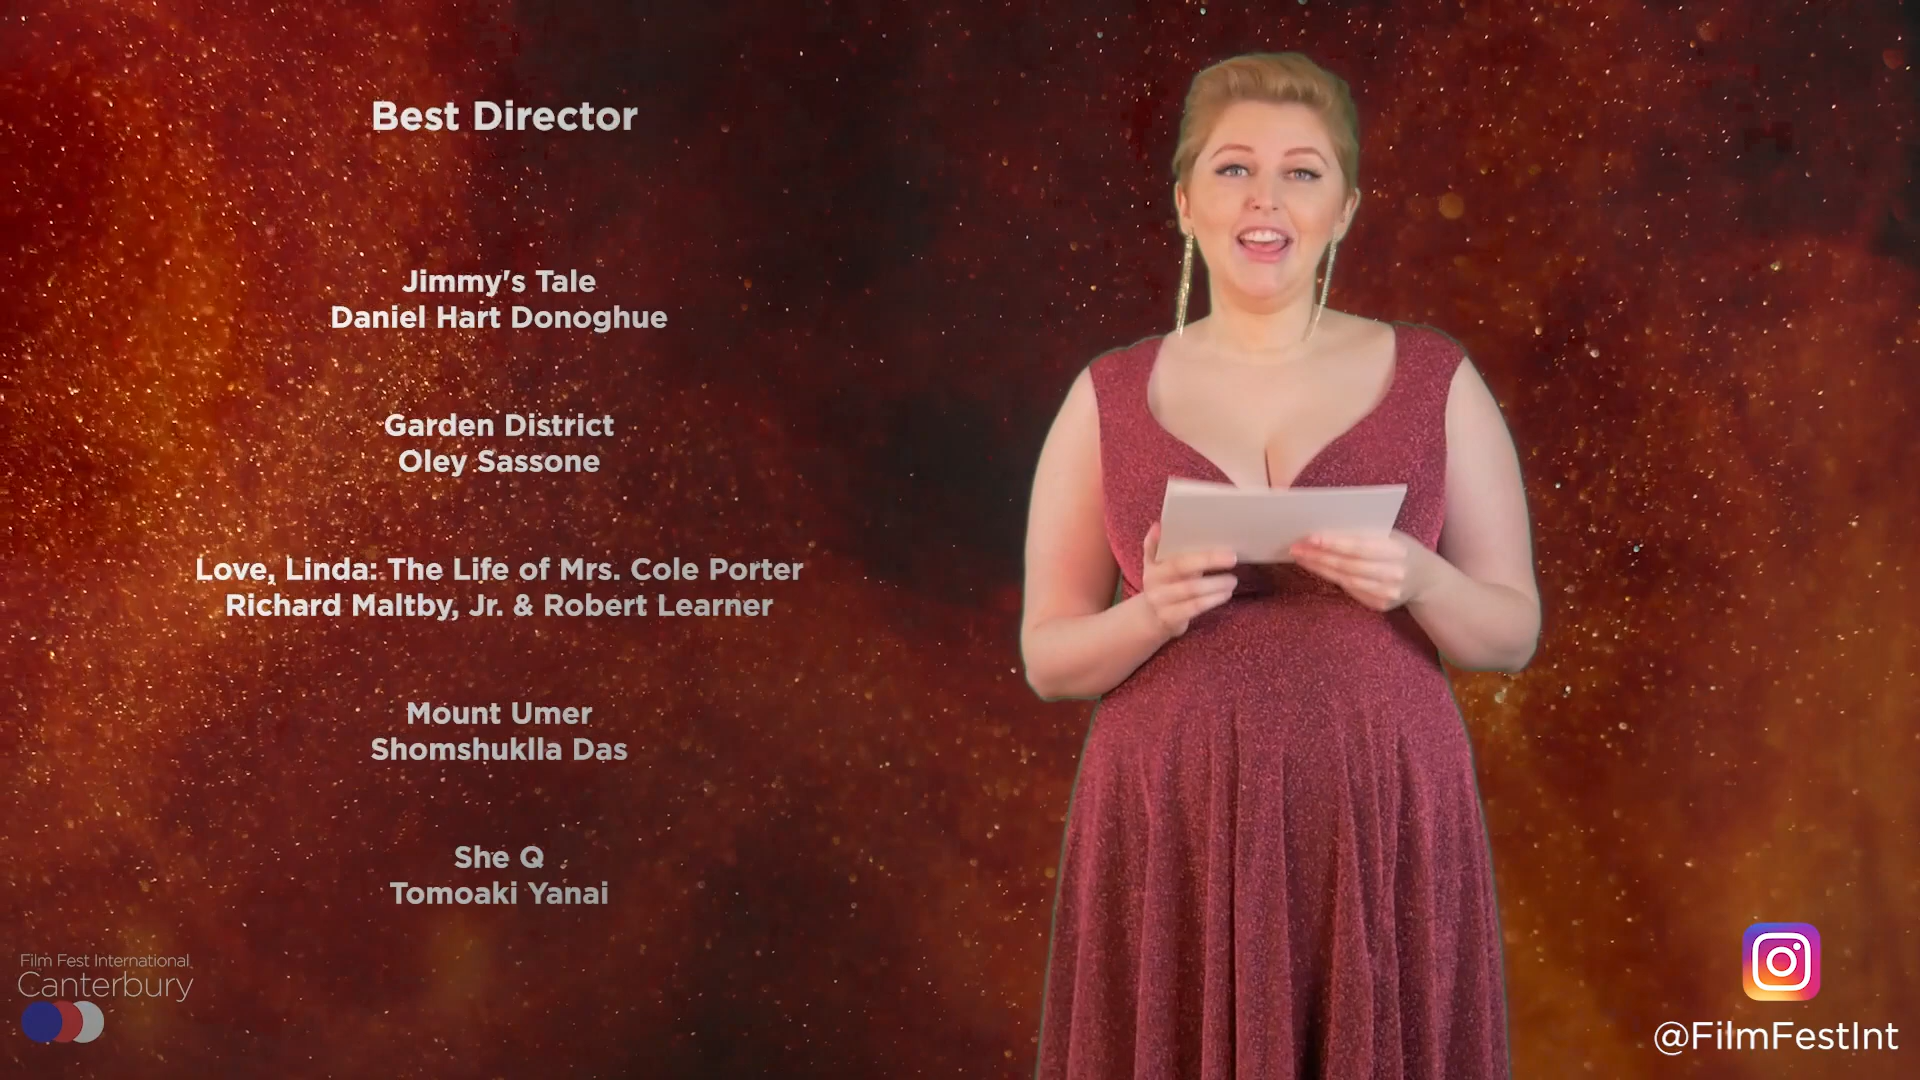 Best Director
Jimmy's Tale
Daniel Hart Donoghue
Garden District
Oley Sassone
Love, Linda: The Life of Mrs. Cole Porter
Richard Maltby, Jr. & Robert Learner
Mount Umer
Shomshuklla Das
She Q
Tomoaki Yanai
Film Fest International
Canterbury
@FilmFestInt